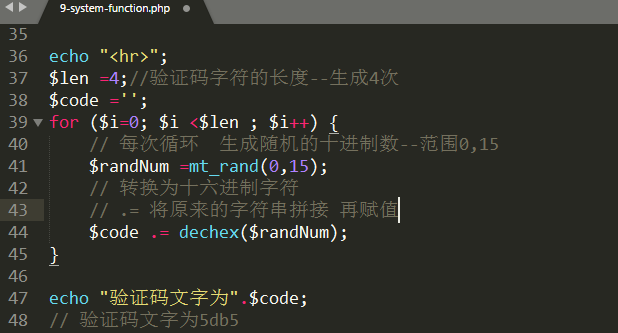 9-system-function.php
35
36 echo "<hr>";
37 $len =4;//验证码字符的长度--生成4次
38 $code ='';
39 for ($i=0; $i <$len ; $i++) {
40 // 每次循环  生成随机的十进制数--范围0,15
41 $randNum =mt_rand(0,15);
42 // 转换为十六进制字符
43 // .= 将原来的字符串拼接 再赋值
44 $code .= dechex($randNum);
45 }
46
47 echo "验证码文字为".$code;
48 // 验证码文字为5db5